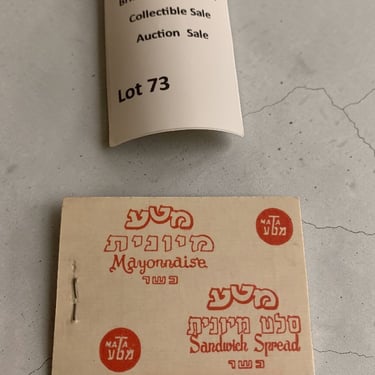 Collectible Sale
Auction Sale
Lot 73
מטע
מיונית
Mayonnaise
כשר
MATA
מטע
מטע
סלט מיונית
Sandwich Spread
כשר
MATA
מטע